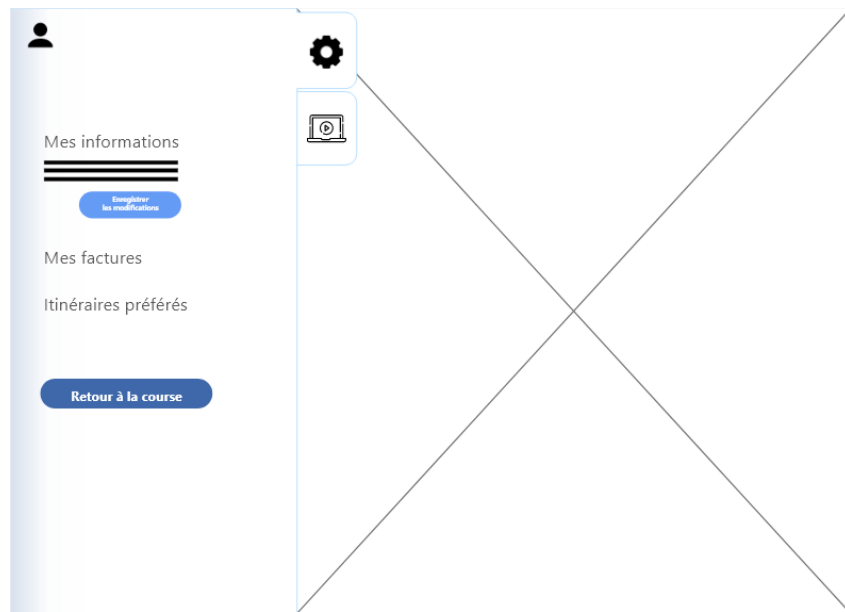 Mes informations
Enregistrer
les modifications
Mes factures
Itinéraires préférés
Retour à la course